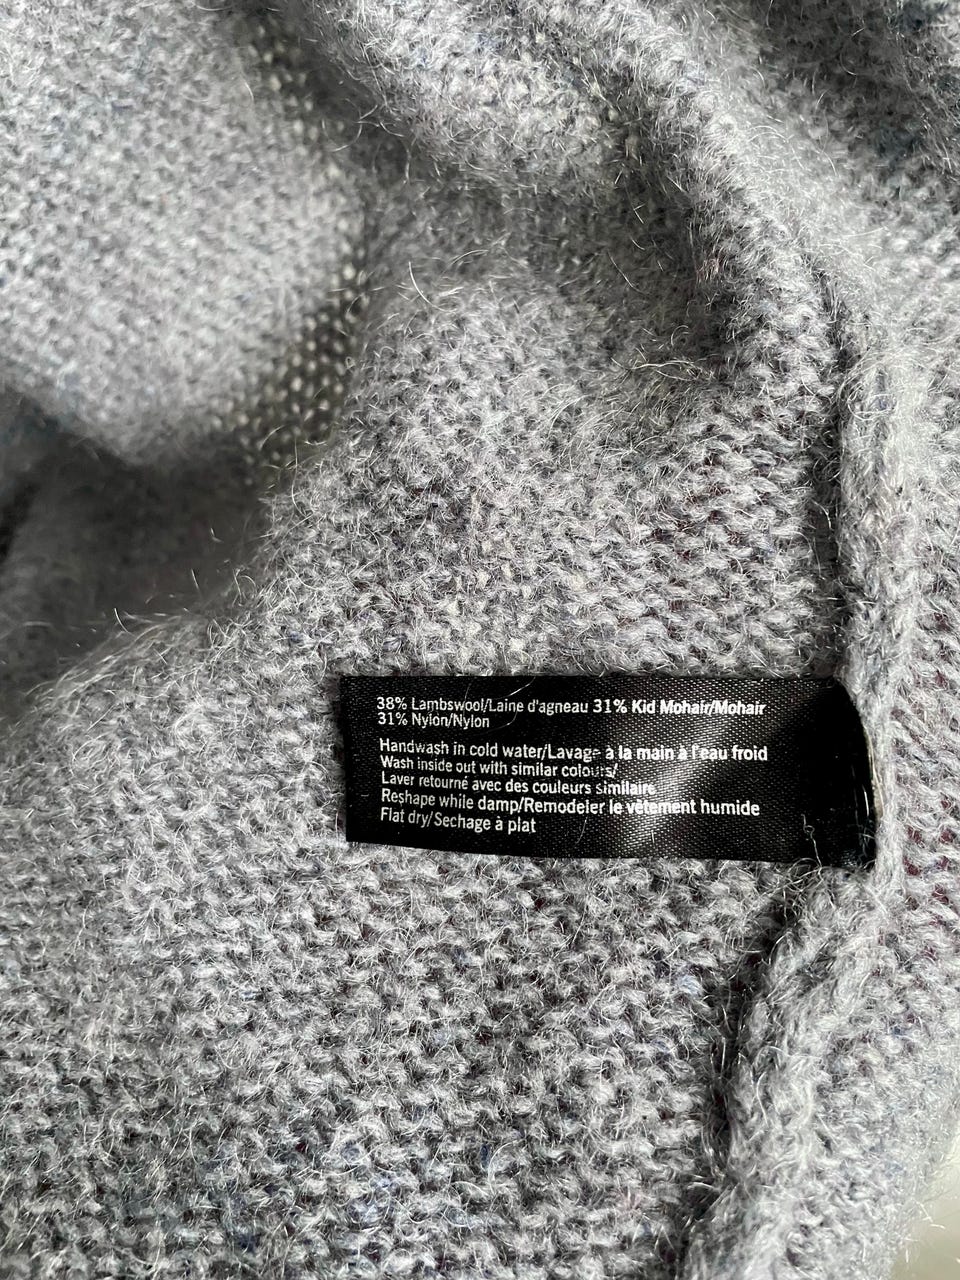 38% Lambswool/Laine d'agneau 31% Kid Mohair/Mohair
31% Nylon/Nylon
Handwash in cold water/Lavage à la main à l'eau froid
Wash inside out with similar colours/
Laver retourné avec des couleurs similaire
Reshape while damp/Remodeler le vêtement humide
Flat dry/Sechage à plat